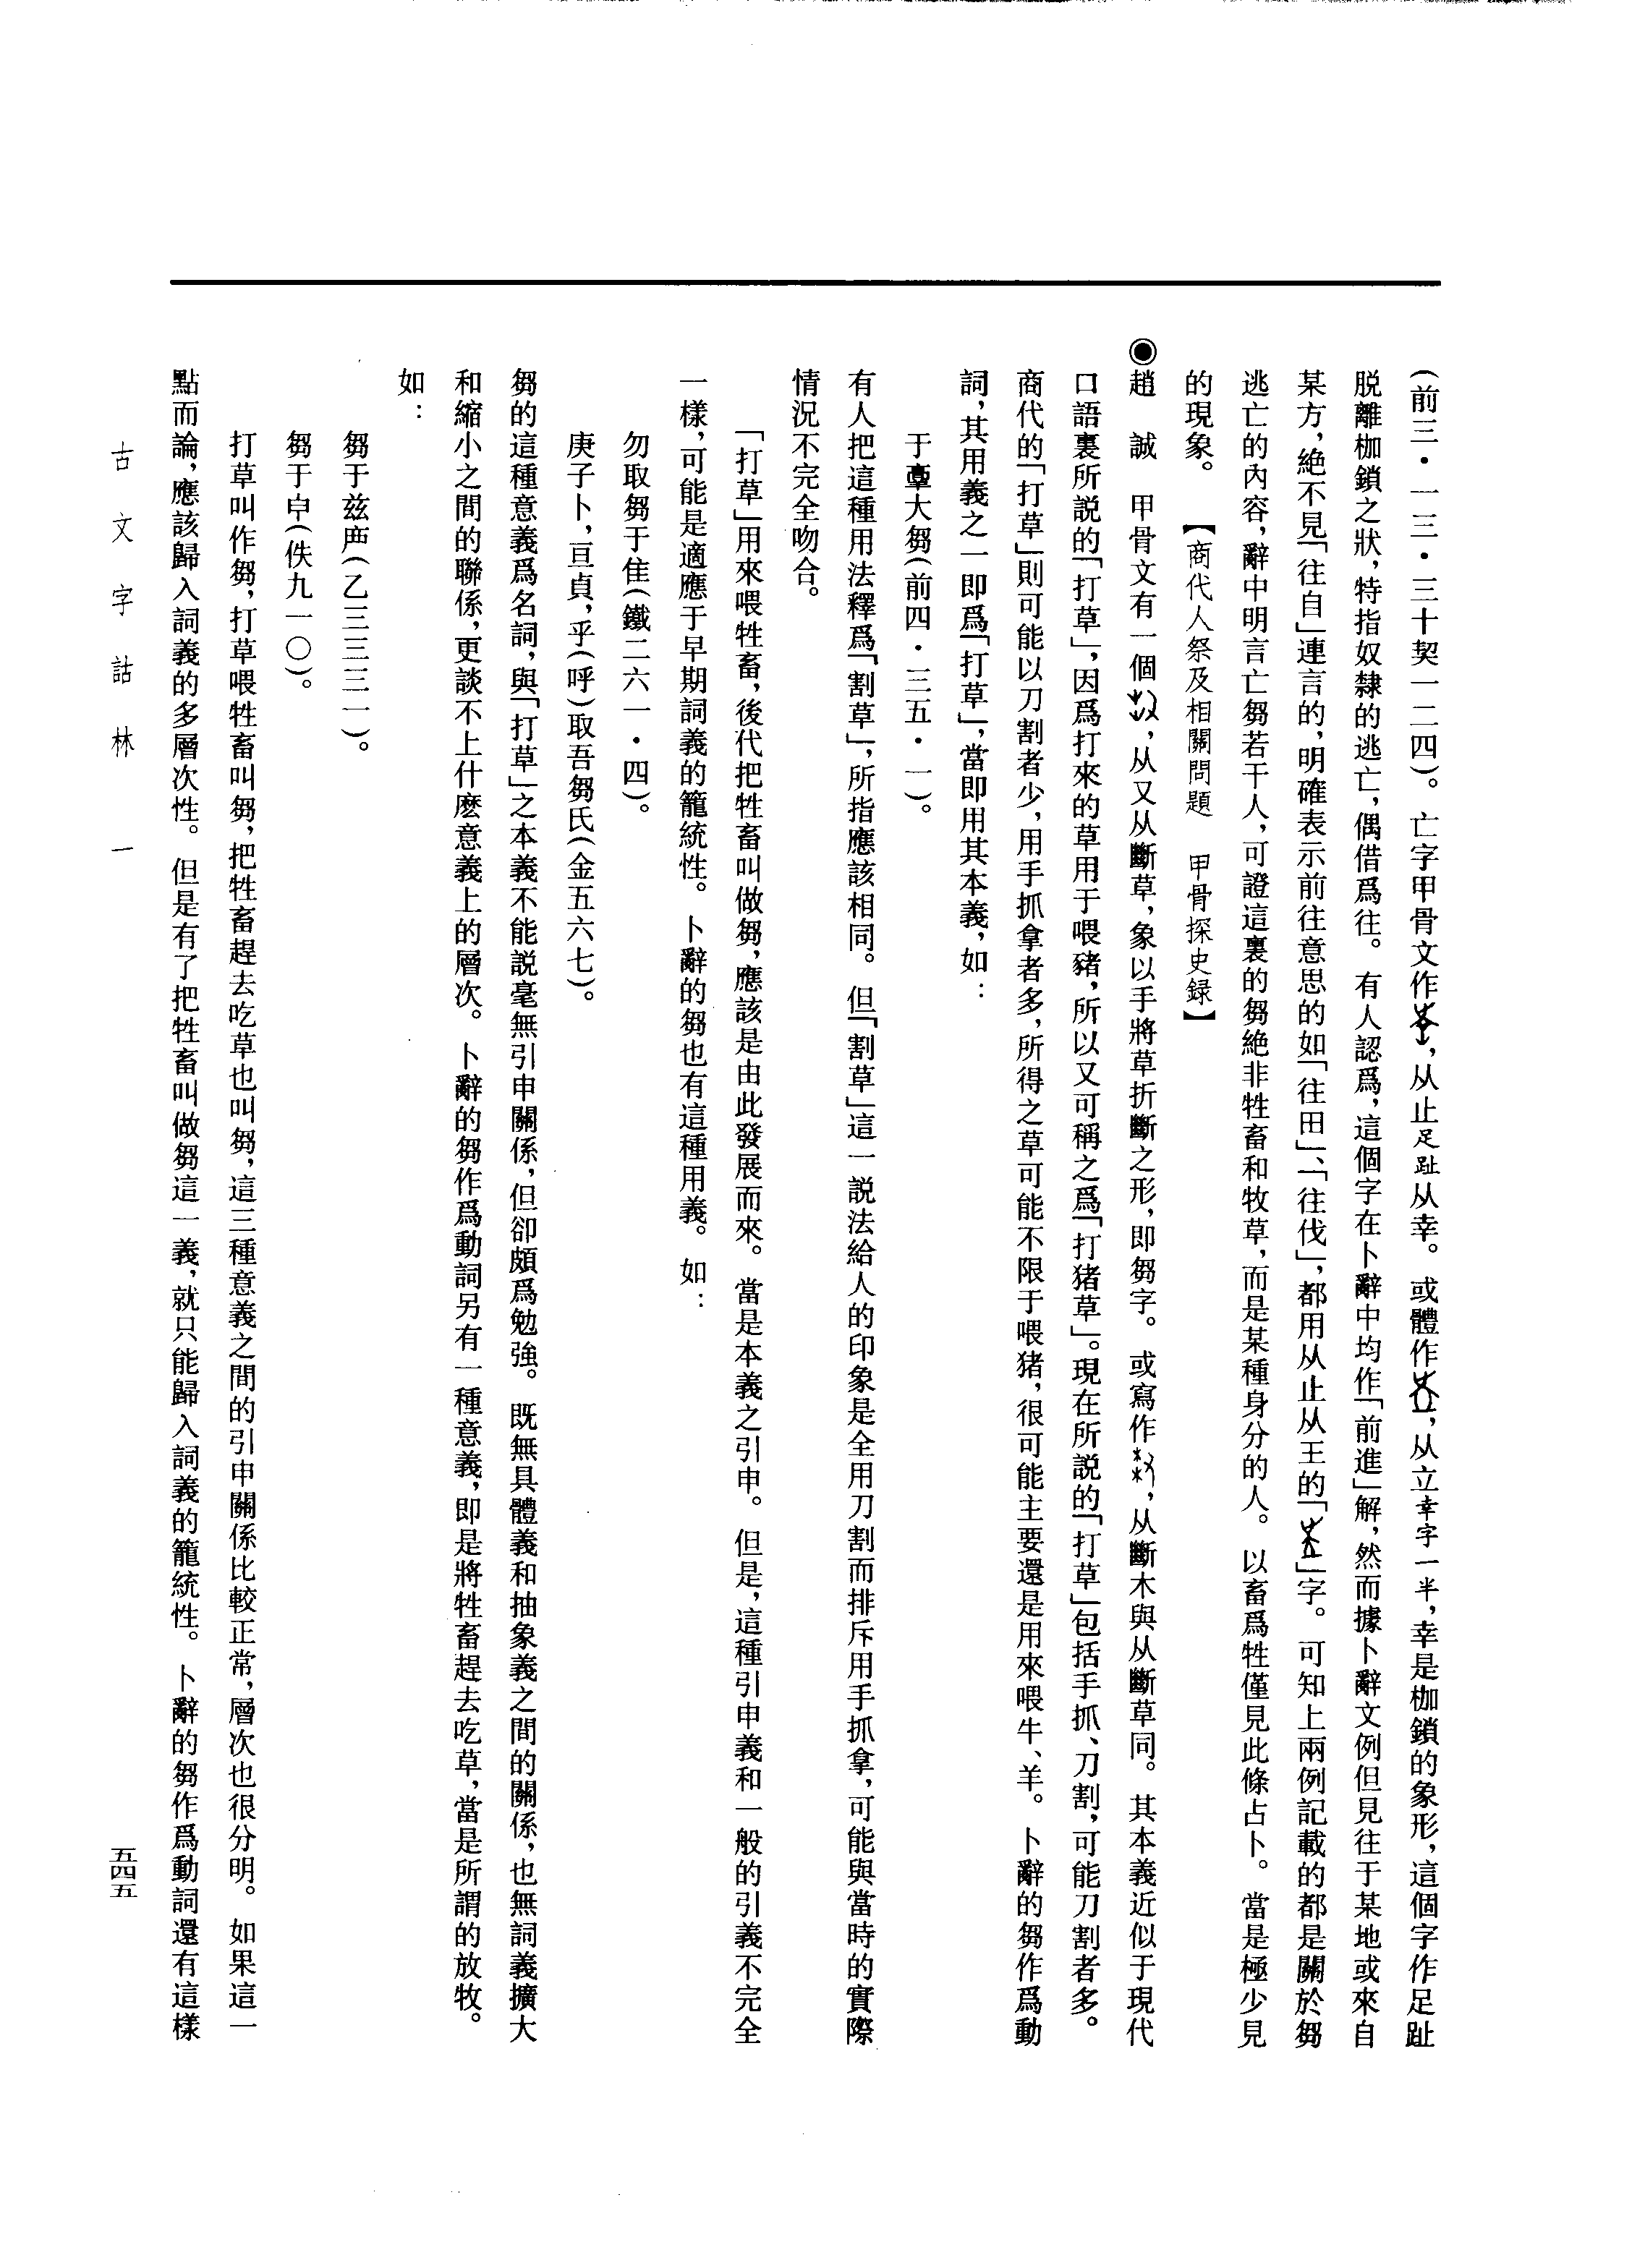 (前三·一三·三十契一二四)。亡字甲骨文作,从止足趾从幸。或體作,从立幸字一半,幸是枷鎖的象形,這個字作足趾
脱離枷鎖之狀,特指奴隸的逃亡,偶借爲往。有人認爲,這個字在卜辭中均作「前進」解,然而據卜辭文例但見往于某地或來自
某方,絶不見「往自」連言的,明確表示前往意思的如「往田」、「往伐」,都用从止从王的「」字。可知上兩例記載的都是關於芻
逃亡的内容,辭中明言亡芻若干人,可證這裏的芻絶非牲畜和牧草,而是某種身分的人。以畜爲牲僅見此條占卜。當是極少見
的現象。【商代人祭及相關問題 甲骨探史録】
◉趙 誠 甲骨文有一個,从又从斷草,象以手將草折斷之形,即芻字。或寫作,从斷木與从斷草同。其本義近似于現代
口語裏所説的「打草」,因爲打來的草用于喂豬,所以又可稱之爲「打猪草」。現在所説的「打草」包括手抓、刀割,可能刀割者多。
商代的「打草」則可能以刀割者少,用手抓拿者多,所得之草可能不限于喂猪,很可能主要還是用來喂牛、羊。卜辭的芻作爲動
詞,其用義之一即爲「打草」,當即用其本義,如:
于𦎫大芻(前四·三五·一)。
有人把這種用法釋爲「割草」,所指應該相同。但「割草」這一説法給人的印象是全用刀割而排斥用手抓拿,可能與當時的實際
情況不完全吻合。
「打草」用來喂牲畜,後代把牲畜叫做芻,應該是由此發展而來。當是本義之引申。但是,這種引申義和一般的引義不完全
一樣,可能是適應于早期詞義的籠統性。卜辭的芻也有這種用義。如:
勿取芻于隹(鐵二六一·四)。
庚子卜,亘貞,乎(呼)取吾芻氏(金五六七)。
芻的這種意義爲名詞,與「打草」之本義不能説毫無引申關係,但卻頗爲勉強。既無具體義和抽象義之間的關係,也無詞義擴大
和縮小之間的聯係,更談不上什麽意義上的層次。卜辭的芻作爲動詞另有一種意義,即是將牲畜趕去吃草,當是所謂的放牧。
如:
芻于兹(乙三三三一)。
芻于(佚九一〇)。
打草叫作芻,打草喂牲畜叫芻,把牲畜趕去吃草也叫芻,這三種意義之間的引申關係比較正常,層次也很分明。如果這一
點而論,應該歸入詞義的多層次性。但是有了把牲畜叫做芻這一義,就只能歸入詞義的籠統性。卜辭的芻作爲動詞還有這樣
古文字詁林 一
五四五